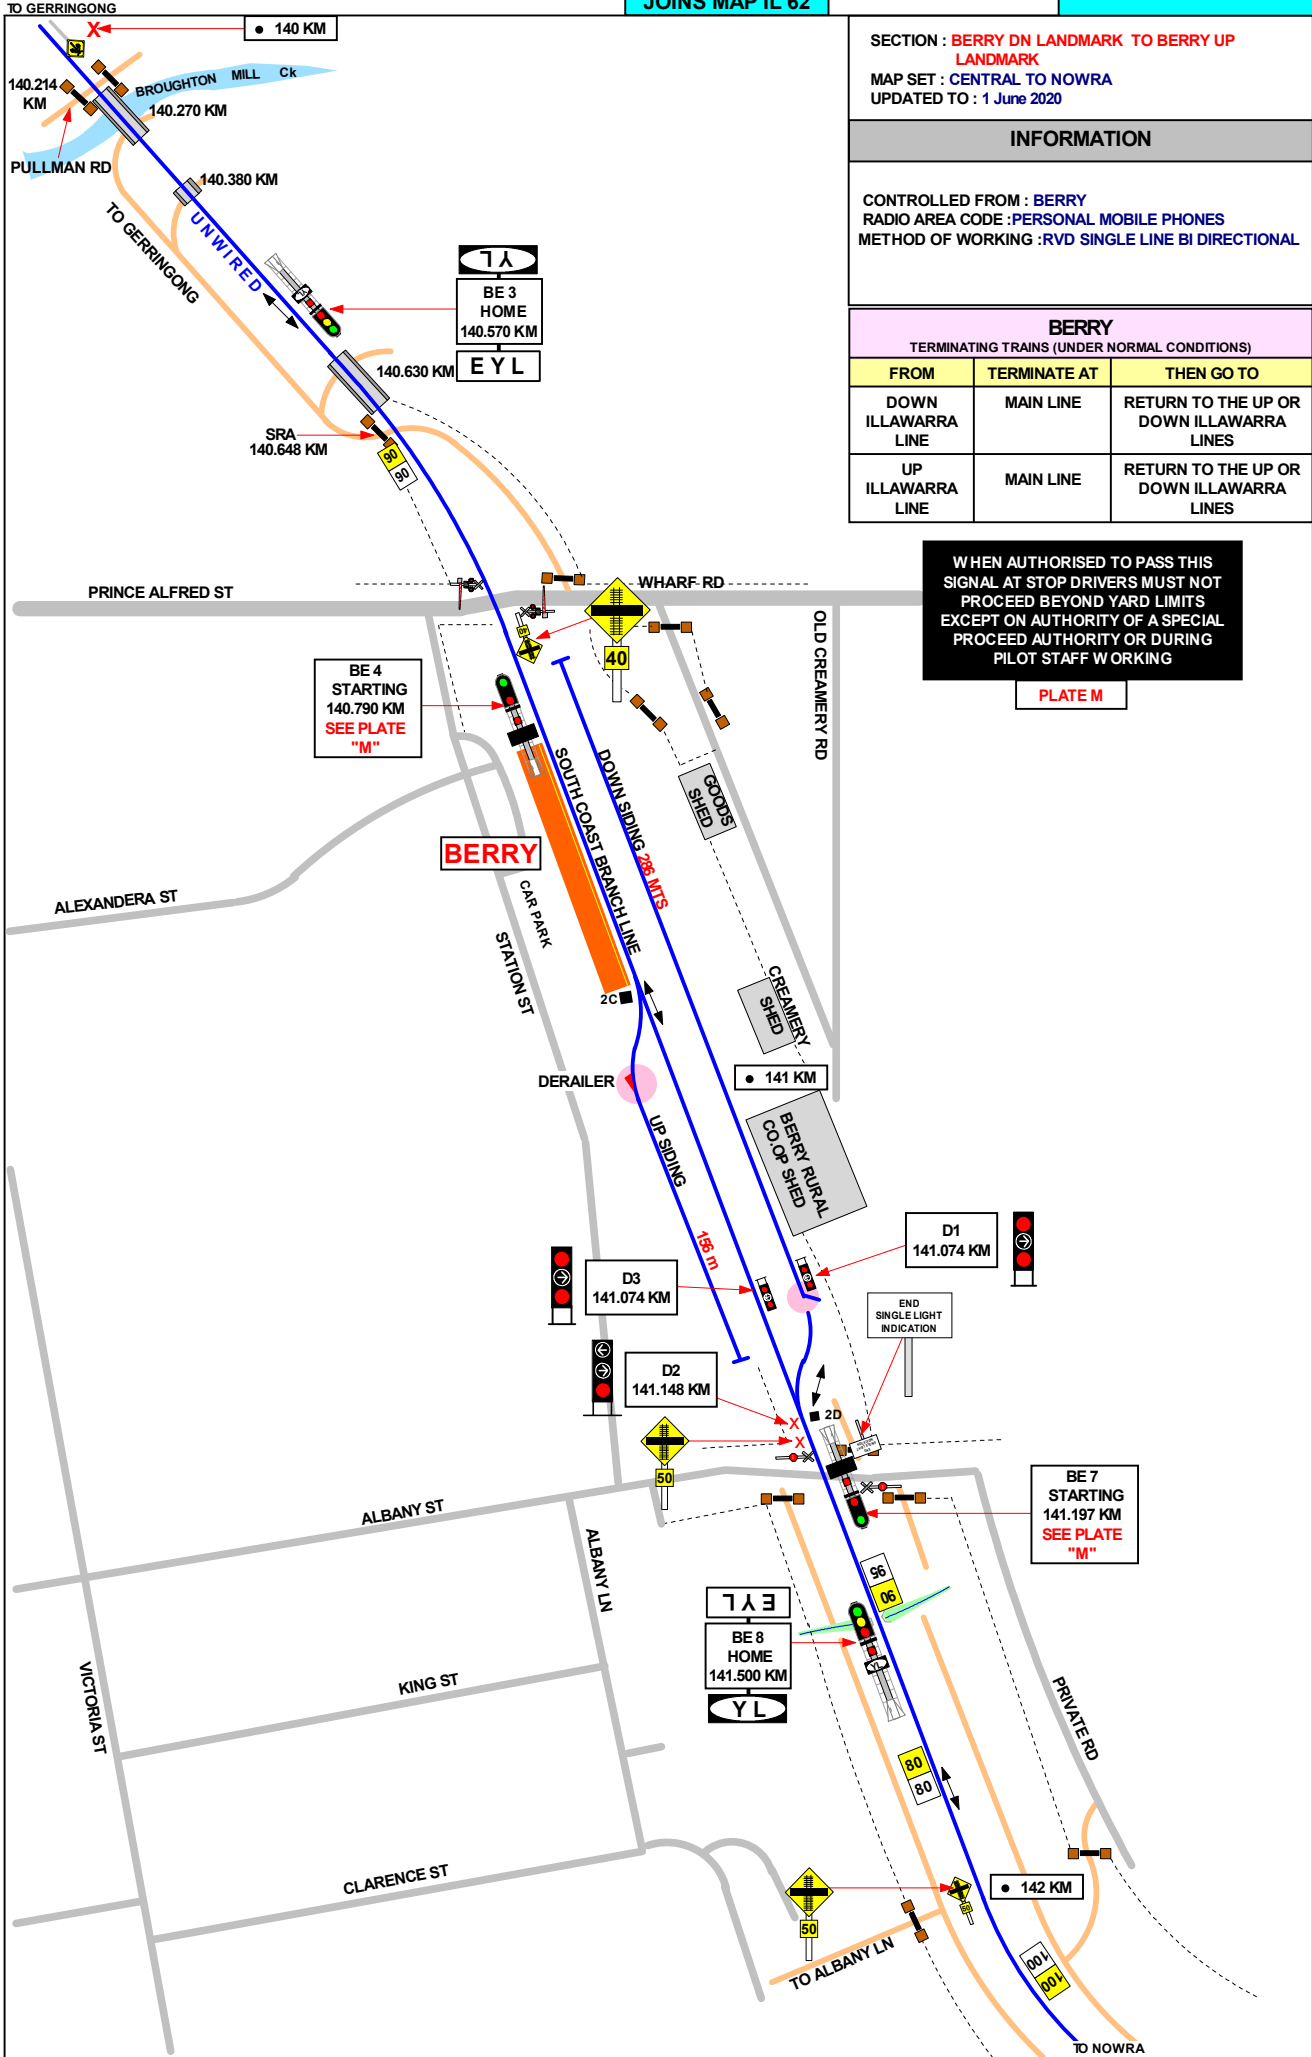 TO GERRINGONG
JOINS MAP IL 62
X
● 140 KM
SECTION : BERRY DN LANDMARK TO BERRY UP
LANDMARK
MAP SET : CENTRAL TO NOWRA
UPDATED TO : 1 June 2020
INFORMATION
CONTROLLED FROM : BERRY
RADIO AREA CODE :PERSONAL MOBILE PHONES
METHOD OF WORKING :RVD SINGLE LINE BI DIRECTIONAL
BERRY
TERMINATING TRAINS (UNDER NORMAL CONDITIONS)
FROM
TERMINATE AT
THEN GO TO
DOWN
ILLAWARRA
LINE
MAIN LINE
RETURN TO THE UP OR
DOWN ILLAWARRA
LINES
UP
ILLAWARRA
LINE
MAIN LINE
RETURN TO THE UP OR
DOWN ILLAWARRA
LINES
WHEN AUTHORISED TO PASS THIS
SIGNAL AT STOP DRIVERS MUST NOT
PROCEED BEYOND YARD LIMITS
EXCEPT ON AUTHORITY OF A SPECIAL
PROCEED AUTHORITY OR DURING
PILOT STAFF WORKING
PLATE M
140.214
KM
BROUGHTON MILL Ck
140.270 KM
PULLMAN RD
140.380 KM
TO GERRINGONG
UNWIRED
YL
BE 3
HOME
140.570 KM
E Y L
140.630 KM
SRA
140.648 KM
90
90
PRINCE ALFRED ST
WHARF RD
40
40
OLD CREAMERY RD
BE 4
STARTING
140.790 KM
SEE PLATE
"M"
SOUTH COAST BRANCH LINE
DOWN SIDING 286 MTS
GOODS
SHED
BERRY
CAR PARK
ALEXANDERA ST
STATION ST
2C
CREAMERY
SHED
● 141 KM
DERAILER
UP SIDING
156 m
BERRY RURAL
CO.OP SHED
D1
141.074 KM
D3
141.074 KM
END
SINGLE LIGHT
INDICATION
D2
141.148 KM
X
X
2D
50
ALBANY ST
ALBANY LN
BE 7
STARTING
141.197 KM
SEE PLATE
"M"
95
90
EYL
BE 8
HOME
141.500 KM
YL
YL
VICTORIA ST
KING ST
PRIVATE RD
80
80
CLARENCE ST
50
50
● 142 KM
TO ALBANY LN
100
100
TO NOWRA